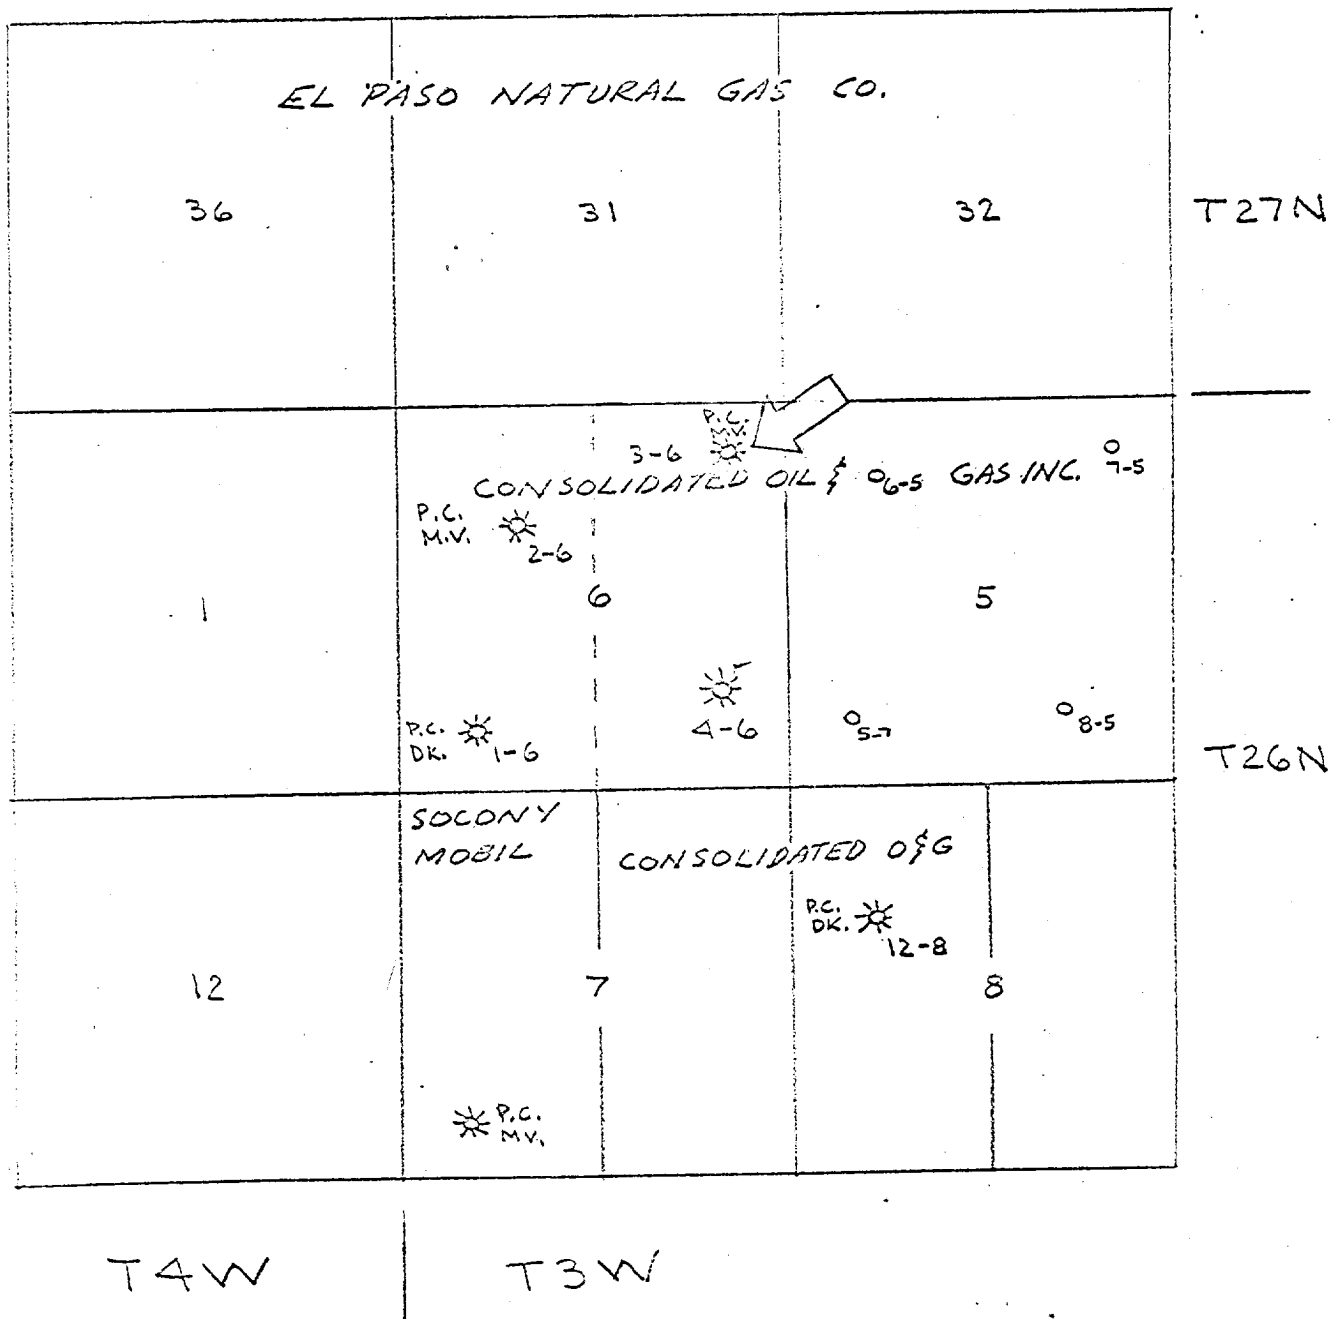 EL PASO NATURAL GAS CO.
36
31
32
T27N
P.C.
M.V.
3-6
7-5
CONSOLIDATED OIL & 6-5 GAS INC.
P.C.
M.V.
2-6
1
6
5
4-6
P.C.
DK.
1-6
5-7
8-5
T26N
SOCONY
MOBIL
CONSOLIDATED O&G
P.C.
DK.
12-8
12
7
8
P.C.
MV.
T4W
T3W